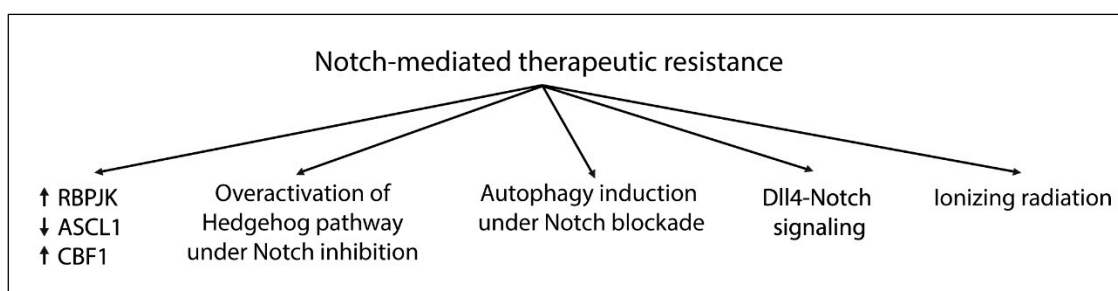 Notch-mediated therapeutic resistance
↑ RBPJK
↓ ASCL1
↑ CBF1
Overactivation of
Hedgehog pathway
under Notch inhibition
Autophagy induction
under Notch blockade
Dll4-Notch
signaling
Ionizing radiation